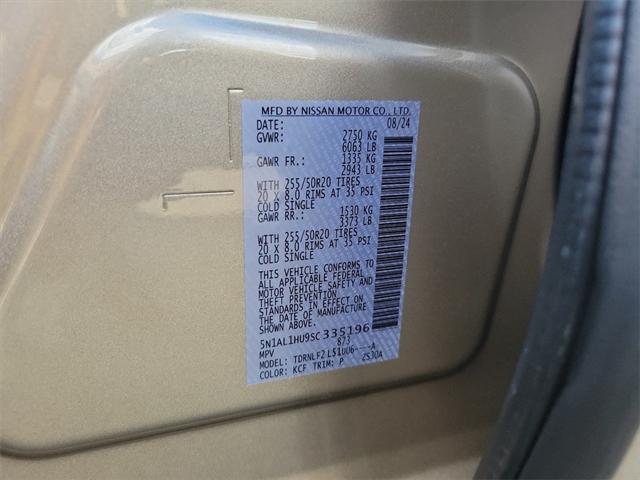 MFD BY NISSAN MOTOR CO., LTD.
DATE: 08/24
GVWR: 2750 KG
6063 LB
GAWR FR.: 1335 KG
2943 LB
WITH 255/50R20 TIRES
20 x 8.0 RIMS AT 35 PSI
COLD SINGLE
GAWR RR.: 1530 KG
3373 LB
WITH 255/50R20 TIRES
20 x 8.0 RIMS AT 35 PSI
COLD SINGLE
THIS VEHICLE CONFORMS TO
ALL APPLICABLE FEDERAL
MOTOR VEHICLE SAFETY AND
THEFT PREVENTION
STANDARDS IN EFFECT ON
THE DATE OF MANUFACTURE
SHOWN ABOVE.
5N1AL1HU9SC335196
MPV 873
MODEL: TDRNLF2 LS1UU6----A
COLOR: KCF TRIM: P 2S30A